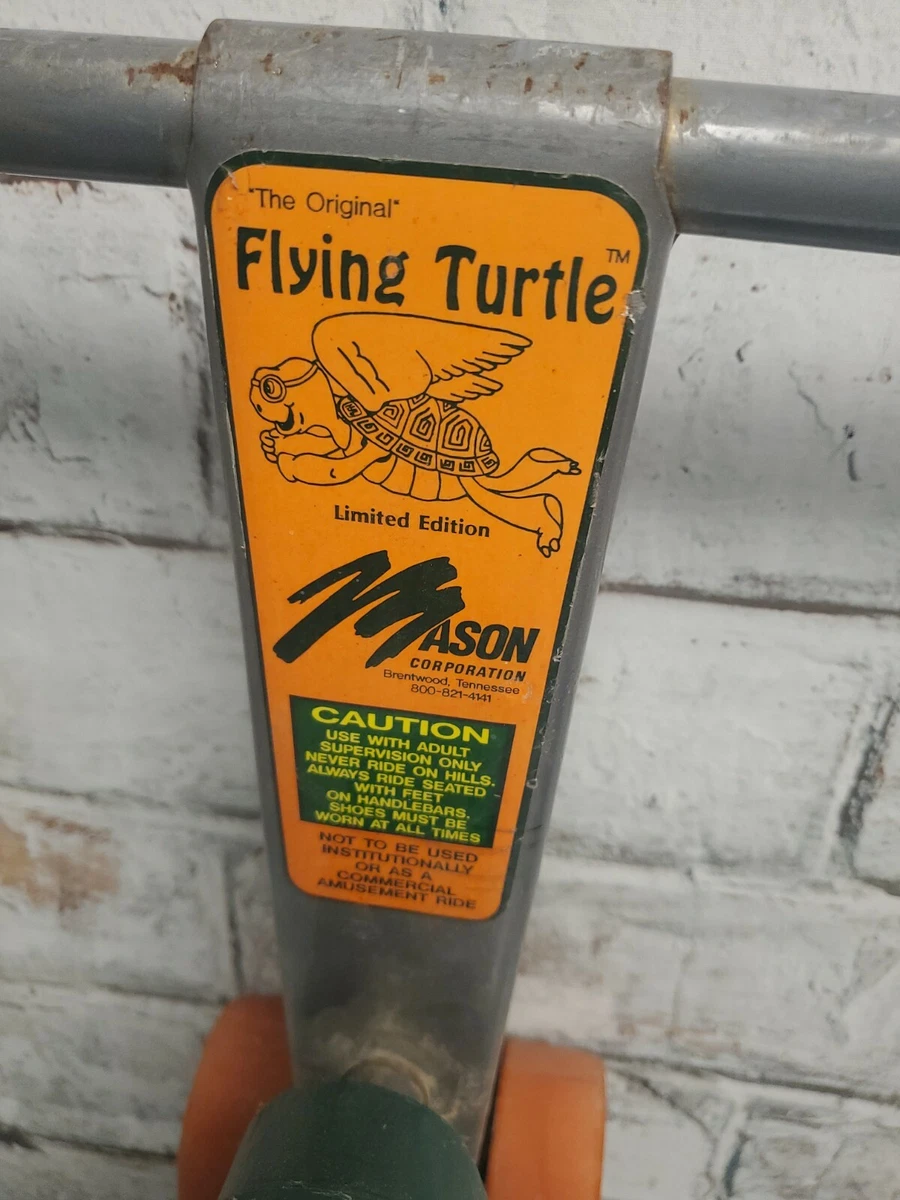 "The Original"
Flying Turtle™
Limited Edition
MASON
CORPORATION
Brentwood, Tennessee
800-821-4141
CAUTION
USE WITH ADULT
SUPERVISION ONLY
NEVER RIDE ON HILLS.
ALWAYS RIDE SEATED
WITH FEET
ON HANDLEBARS.
SHOES MUST BE
WORN AT ALL TIMES
NOT TO BE USED
INSTITUTIONALLY
OR AS A
COMMERCIAL
AMUSEMENT RIDE